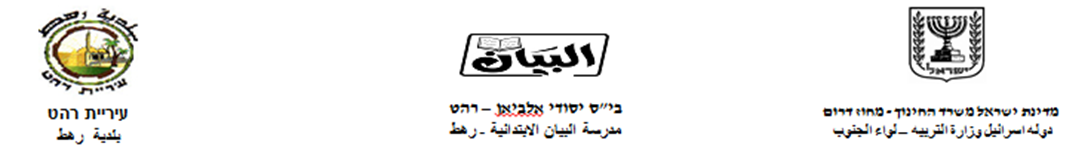 بلدية رهط
עיריית רהט
עיריית רהט
بلدية رهط
البيان
בי"ס יסודי אלביאן – רהט
مدرسة البيان الابتدائية - رهط
ישראל
מדינת ישראל משרד החינוך - מחוז דרום
دولة اسرائيل وزارة التربيه – لواء الجنوب